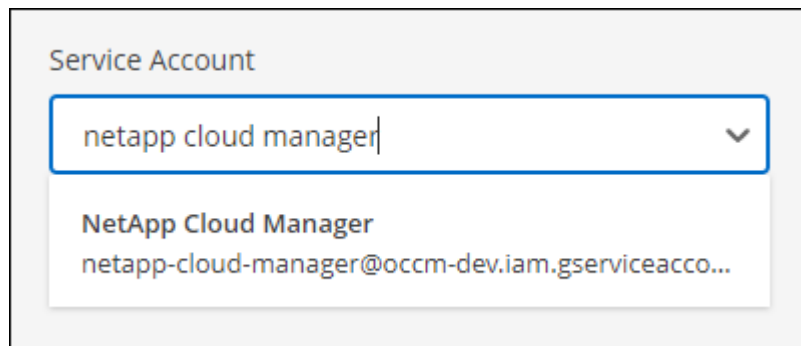 Service Account
netapp cloud manager
NetApp Cloud Manager
netapp-cloud-manager@occm-dev.iam.gserviceacco...